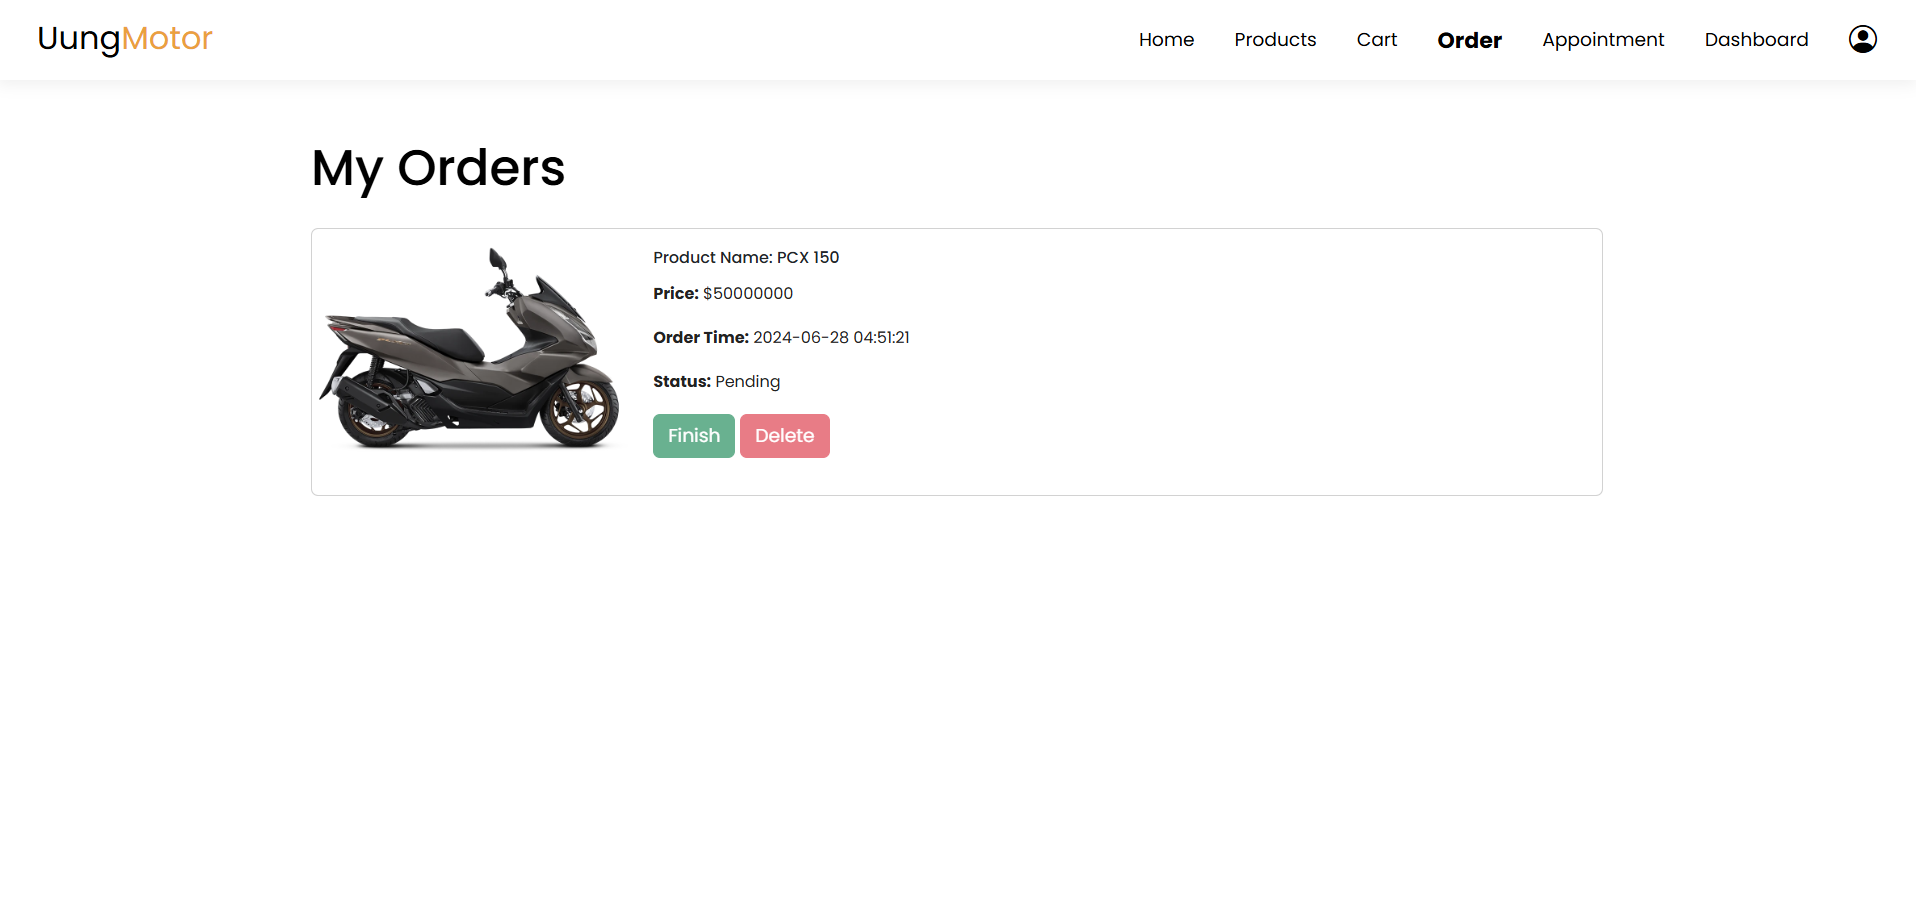 UungMotor
Home Products Cart Order Appointment Dashboard
My Orders
Product Name: PCX 150
Price: $50000000
Order Time: 2024-06-28 04:51:21
Status: Pending
Finish Delete